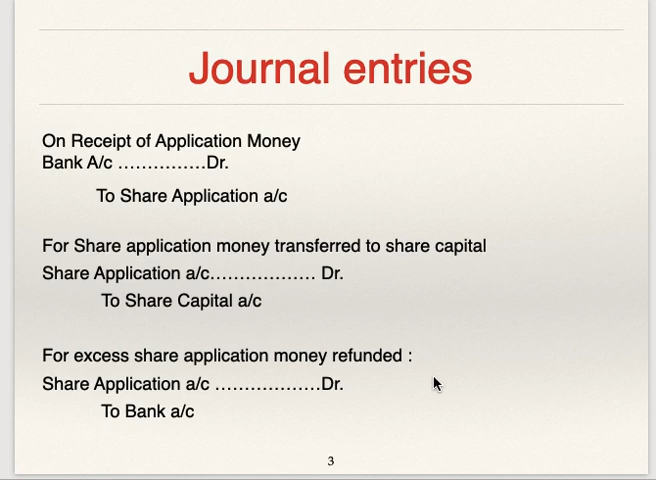 Journal entries
On Receipt of Application Money
Bank A/c ……………Dr.
To Share Application a/c
For Share application money transferred to share capital
Share Application a/c……………… Dr.
To Share Capital a/c
For excess share application money refunded :
Share Application a/c ………………Dr.
To Bank a/c
3